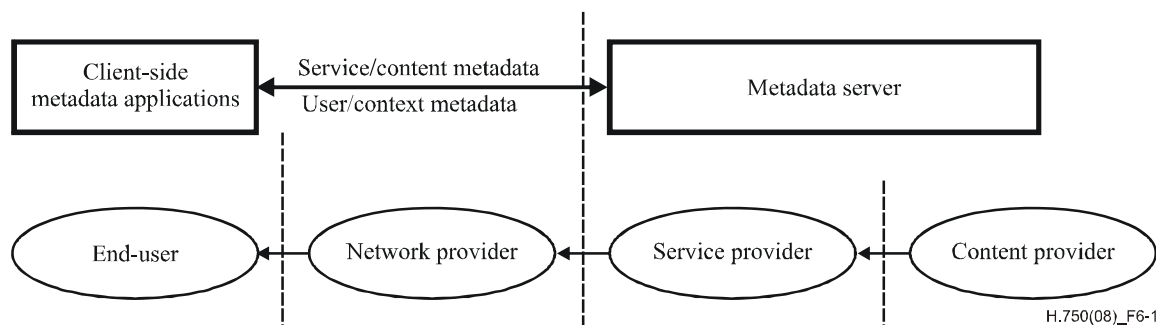 Client-side
metadata applications
Service/content metadata
User/context metadata
Metadata server
End-user
Network provider
Service provider
Content provider
H.750(08)_F6-1